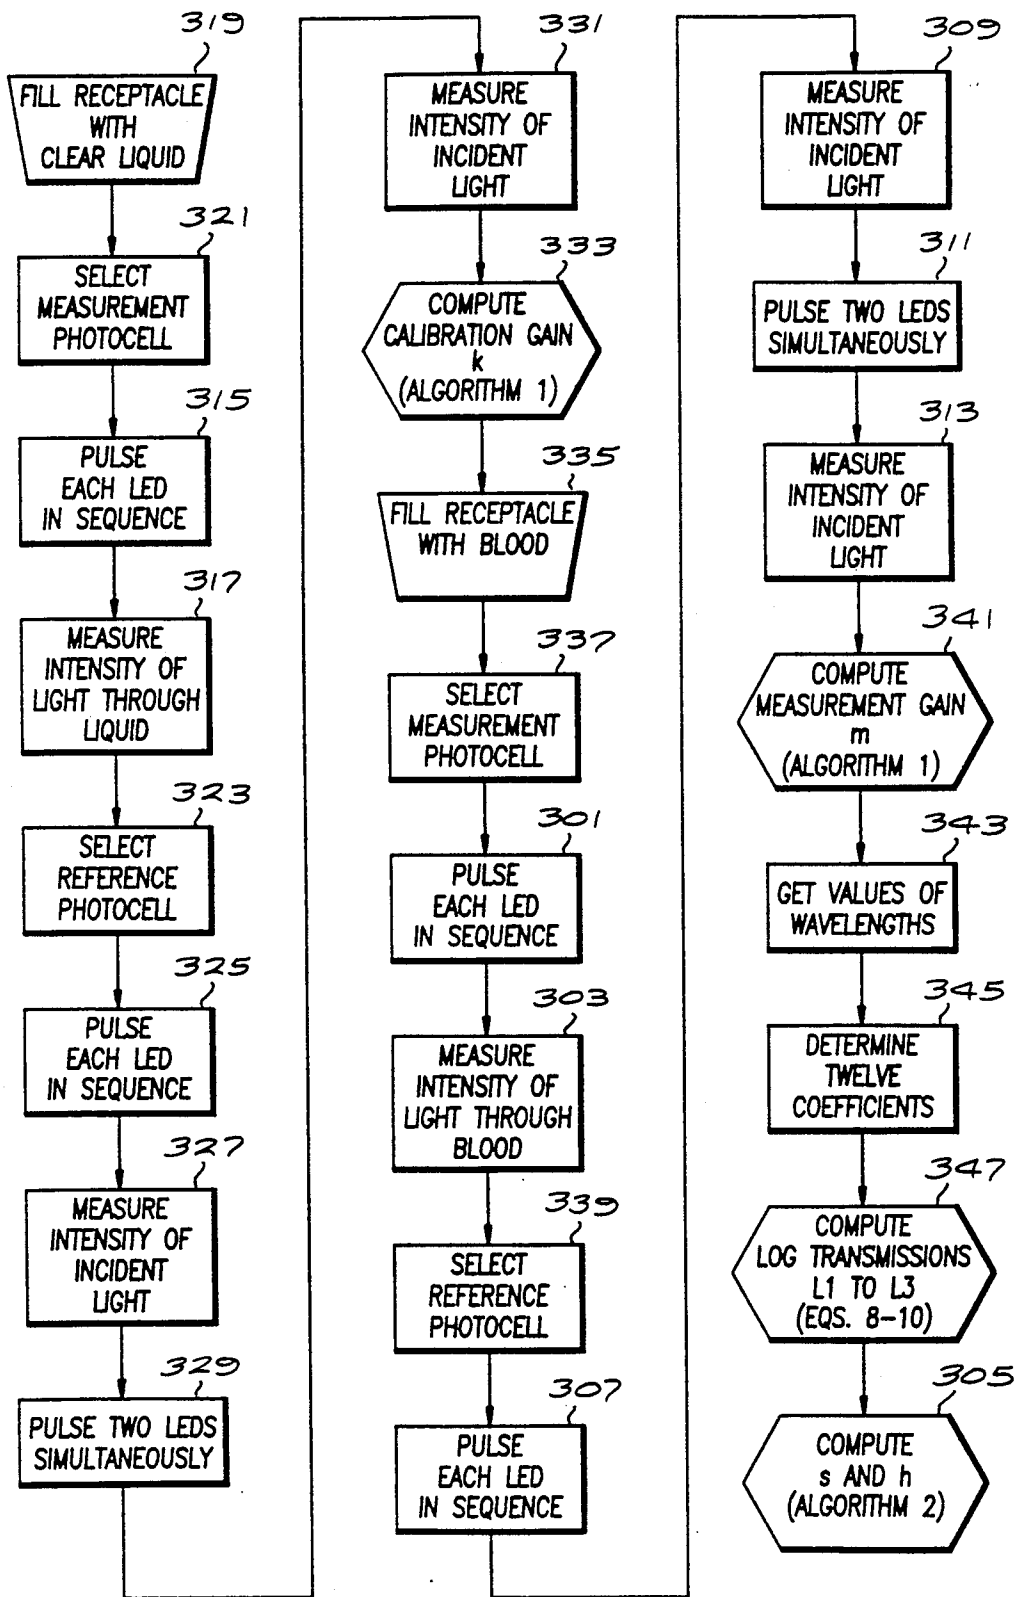 319
FILL RECEPTACLE
WITH
CLEAR LIQUID
321
SELECT
MEASUREMENT
PHOTOCELL
315
PULSE
EACH LED
IN SEQUENCE
317
MEASURE
INTENSITY OF
LIGHT THROUGH
LIQUID
323
SELECT
REFERENCE
PHOTOCELL
325
PULSE
EACH LED
IN SEQUENCE
327
MEASURE
INTENSITY OF
INCIDENT
LIGHT
329
PULSE TWO LEDS
SIMULTANEOUSLY
331
MEASURE
INTENSITY OF
INCIDENT
LIGHT
333
COMPUTE
CALIBRATION GAIN
k
(ALGORITHM 1)
335
FILL RECEPTACLE
WITH BLOOD
337
SELECT
MEASUREMENT
PHOTOCELL
301
PULSE
EACH LED
IN SEQUENCE
303
MEASURE
INTENSITY OF
LIGHT THROUGH
BLOOD
339
SELECT
REFERENCE
PHOTOCELL
307
PULSE
EACH LED
IN SEQUENCE
309
MEASURE
INTENSITY OF
INCIDENT
LIGHT
311
PULSE TWO LEDS
SIMULTANEOUSLY
313
MEASURE
INTENSITY OF
INCIDENT
LIGHT
341
COMPUTE
MEASUREMENT GAIN
m
(ALGORITHM 1)
343
GET VALUES OF
WAVELENGTHS
345
DETERMINE
TWELVE
COEFFICIENTS
347
COMPUTE
LOG TRANSMISSIONS
L1 TO L3
(EQS. 8-10)
305
COMPUTE
s AND h
(ALGORITHM 2)